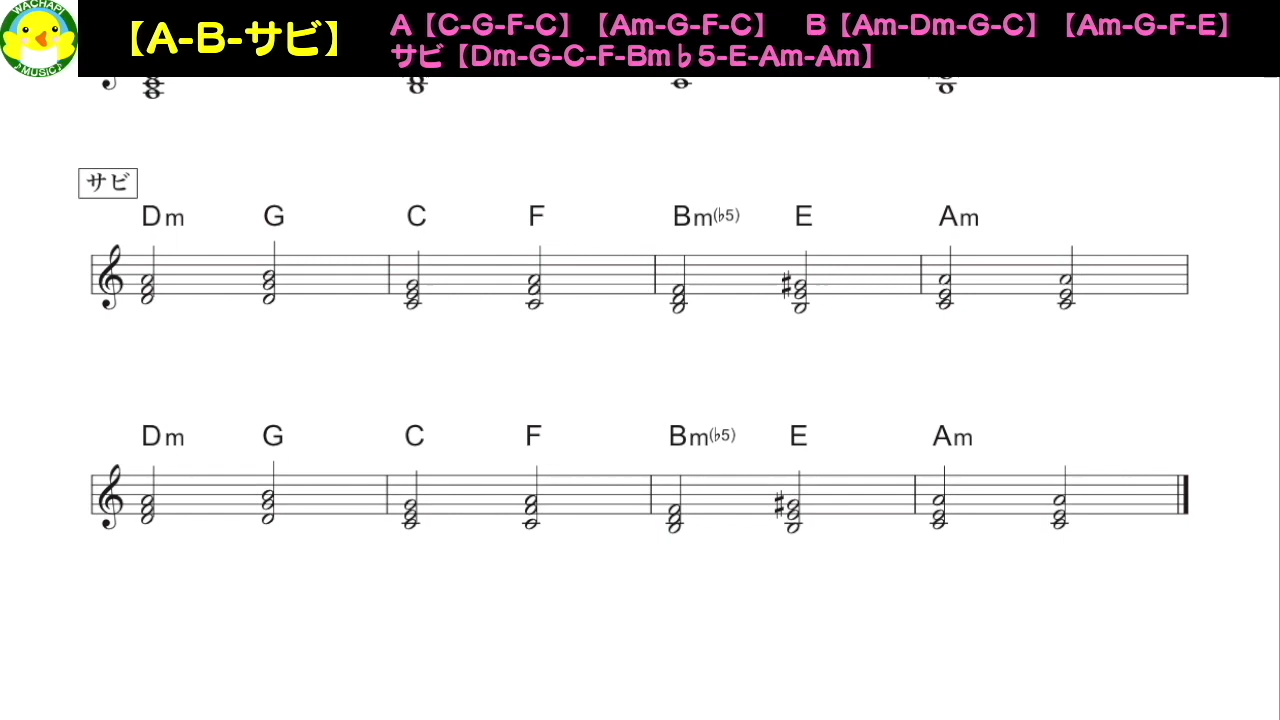 WACHAPI
♪MUSIC♪
【A-B-サビ】
A【C-G-F-C】【Am-G-F-C】 B【Am-Dm-G-C】【Am-G-F-E】
サビ【Dm-G-C-F-Bm♭5-E-Am-Am】
サビ
Dm G C F Bm(♭5) E Am
Dm G C F Bm(♭5) E Am